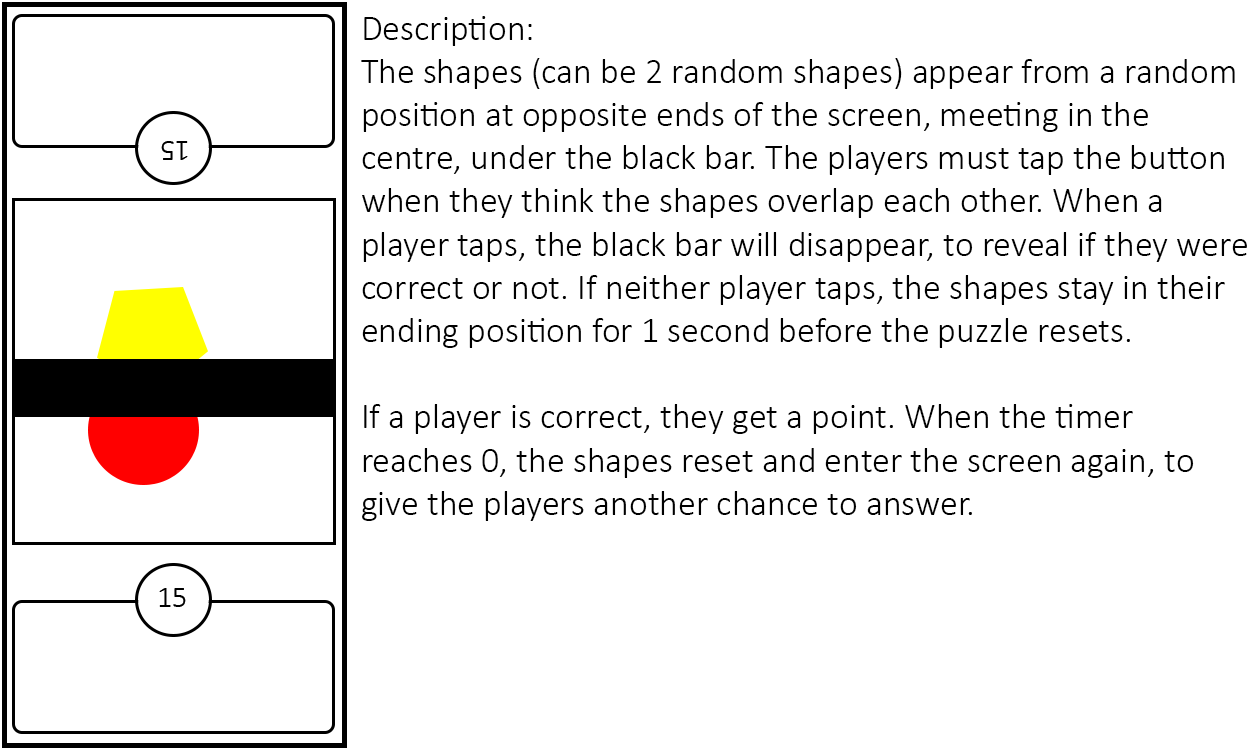 15
Description:
The shapes (can be 2 random shapes) appear from a random
position at opposite ends of the screen, meeting in the
centre, under the black bar. The players must tap the button
when they think the shapes overlap each other. When a
player taps, the black bar will disappear, to reveal if they were
correct or not. If neither player taps, the shapes stay in their
ending position for 1 second before the puzzle resets.
If a player is correct, they get a point. When the timer
reaches 0, the shapes reset and enter the screen again, to
give the players another chance to answer.
15